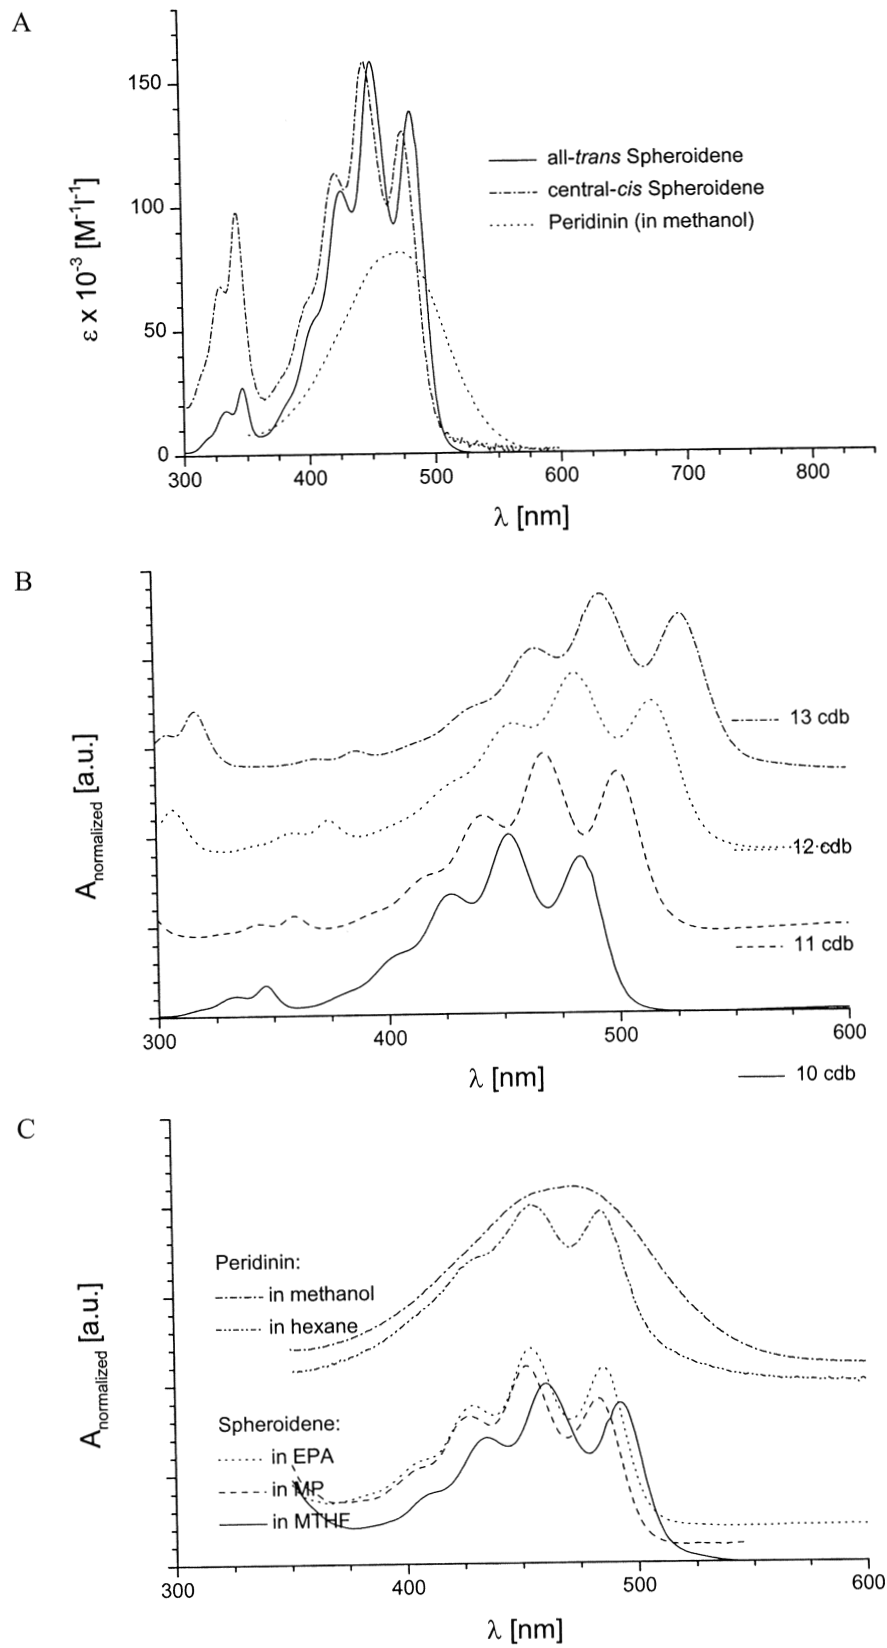 A
150
100
50
0
ε x 10⁻³ [M⁻¹l⁻¹]
all-trans Spheroidene
central-cis Spheroidene
Peridinin (in methanol)
300
400
500
600
700
800
λ [nm]
B
A normalized [a.u.]
13 cdb
12 cdb
11 cdb
300
400
500
600
λ [nm]
10 cdb
C
A normalized [a.u.]
Peridinin:
in methanol
in hexane
Spheroidene:
in EPA
in MP
in MTHF
300
400
500
600
λ [nm]